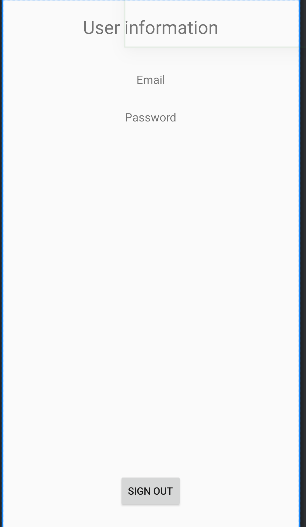 User information
Email
Password
SIGN OUT